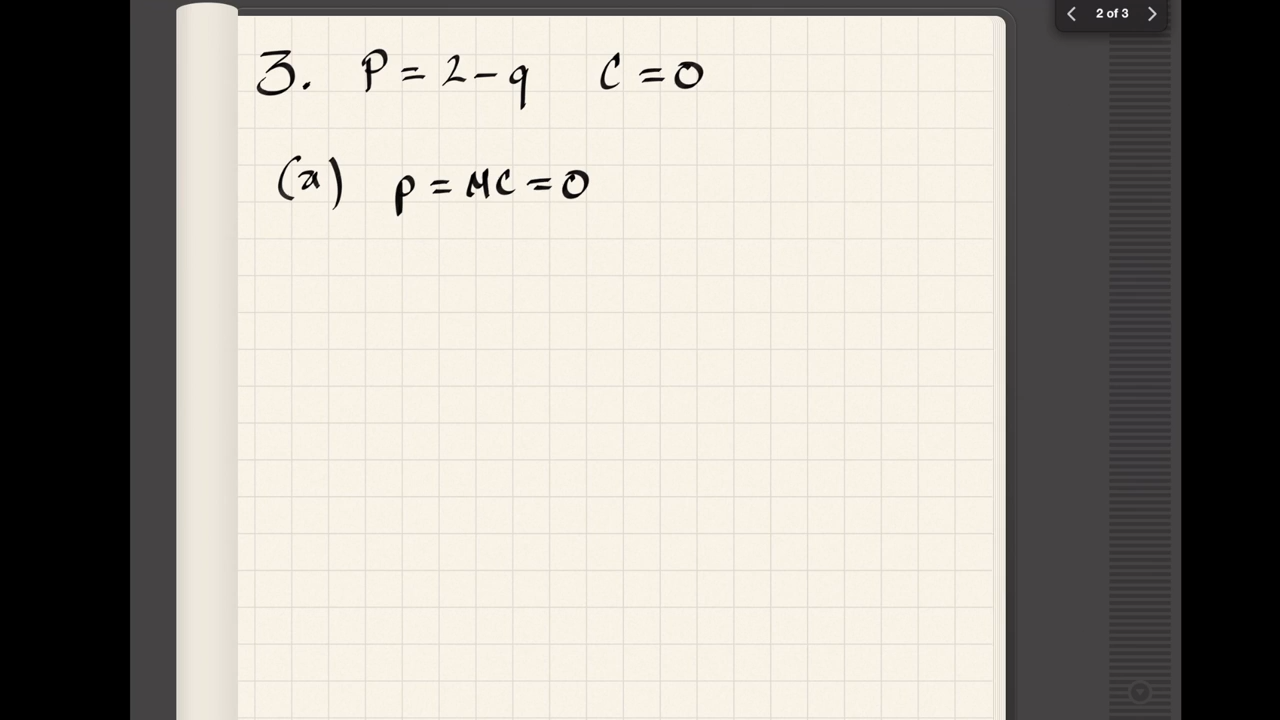 2 of 3
3. P = 2 - q C = 0
(a) p = MC = 0